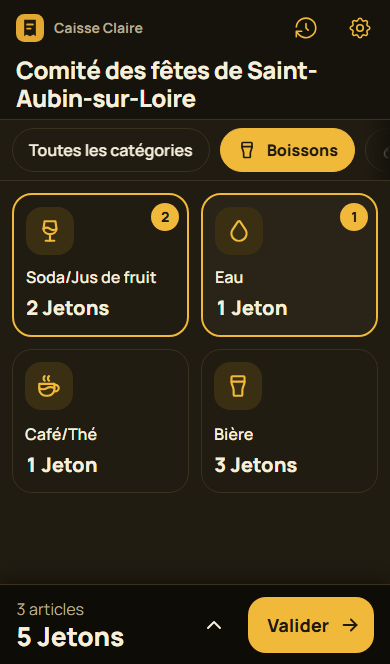 Caisse Claire
Comité des fêtes de Saint-
Aubin-sur-Loire
Toutes les catégories
Boissons
2
Soda/Jus de fruit
2 Jetons
1
Eau
1 Jeton
Café/Thé
1 Jeton
Bière
3 Jetons
3 articles
5 Jetons
Valider